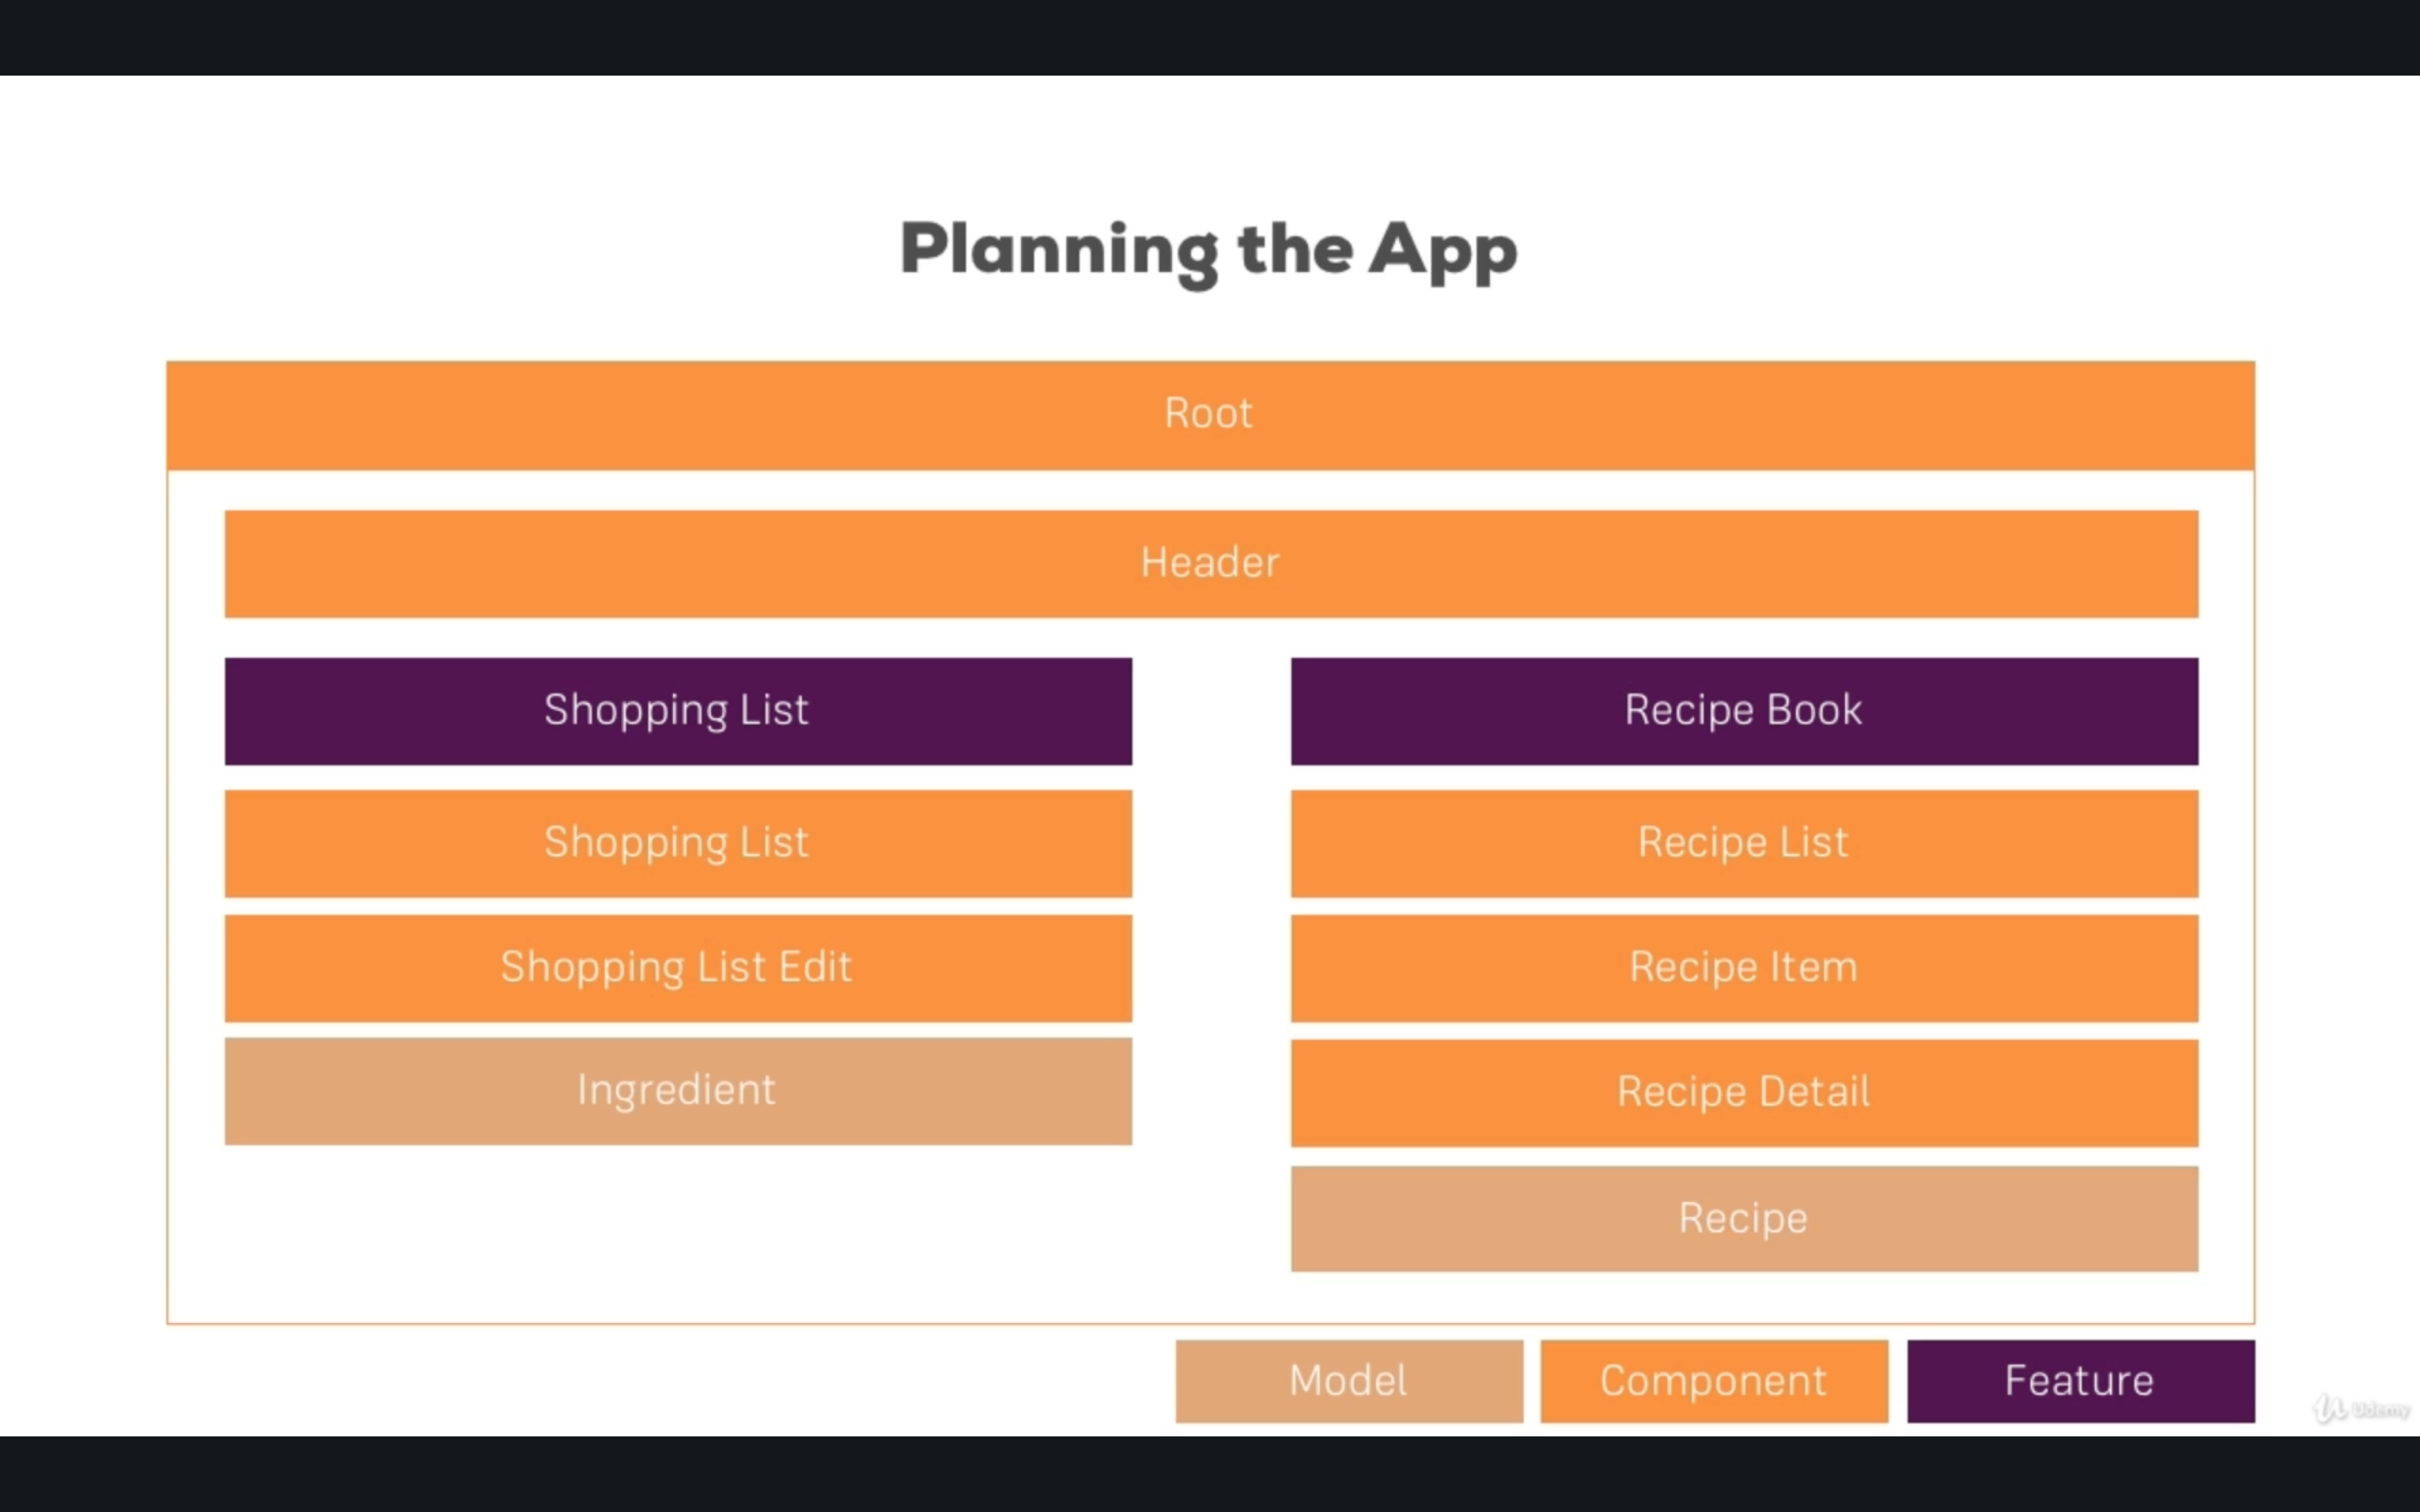 Planning the App
Root
Header
Shopping List
Recipe Book
Shopping List
Recipe List
Shopping List Edit
Recipe Item
Ingredient
Recipe Detail
Recipe
Model
Component
Feature
Udemy